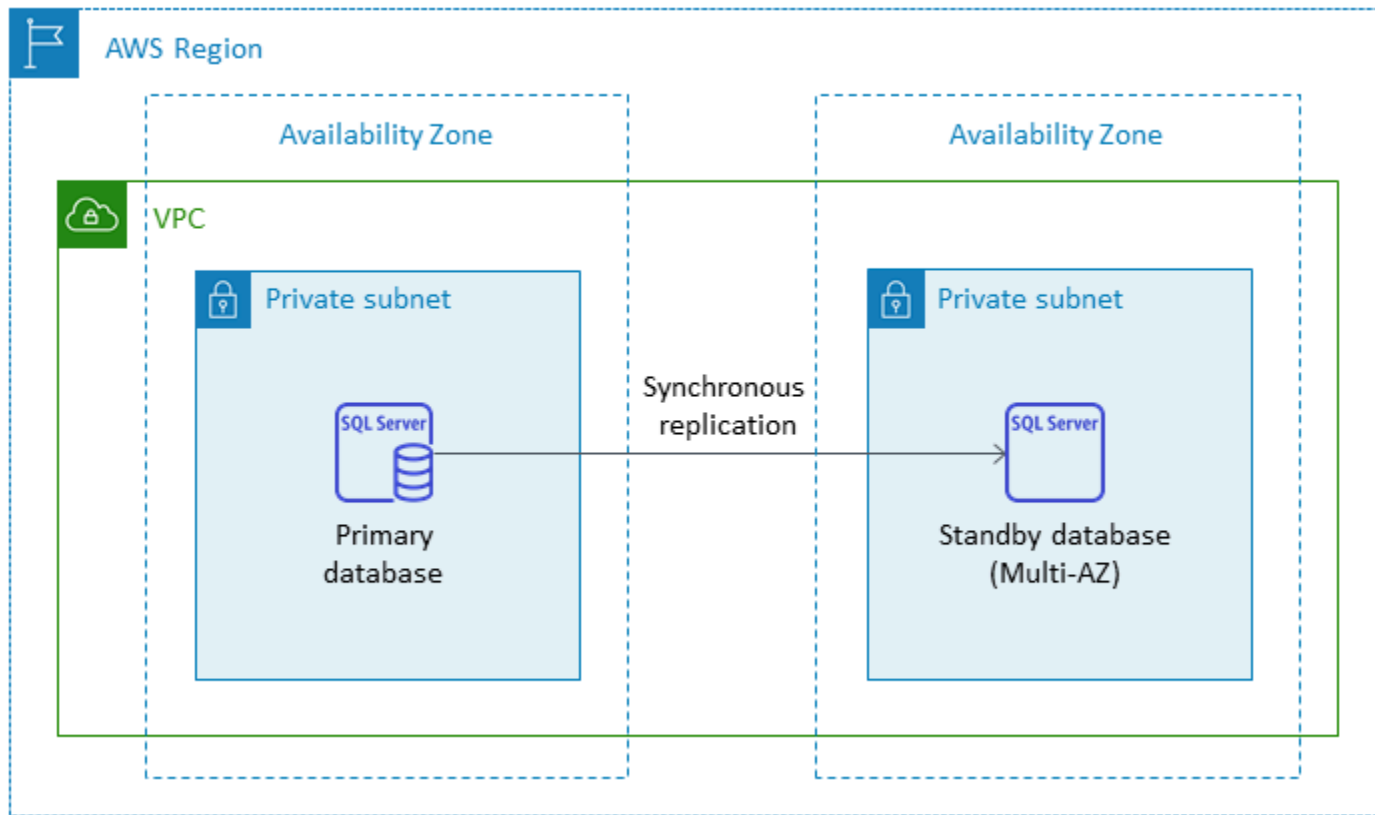 AWS Region
Availability Zone
Availability Zone
VPC
Private subnet
Private subnet
Synchronous
replication
SQL Server
SQL Server
Primary
database
Standby database
(Multi-AZ)